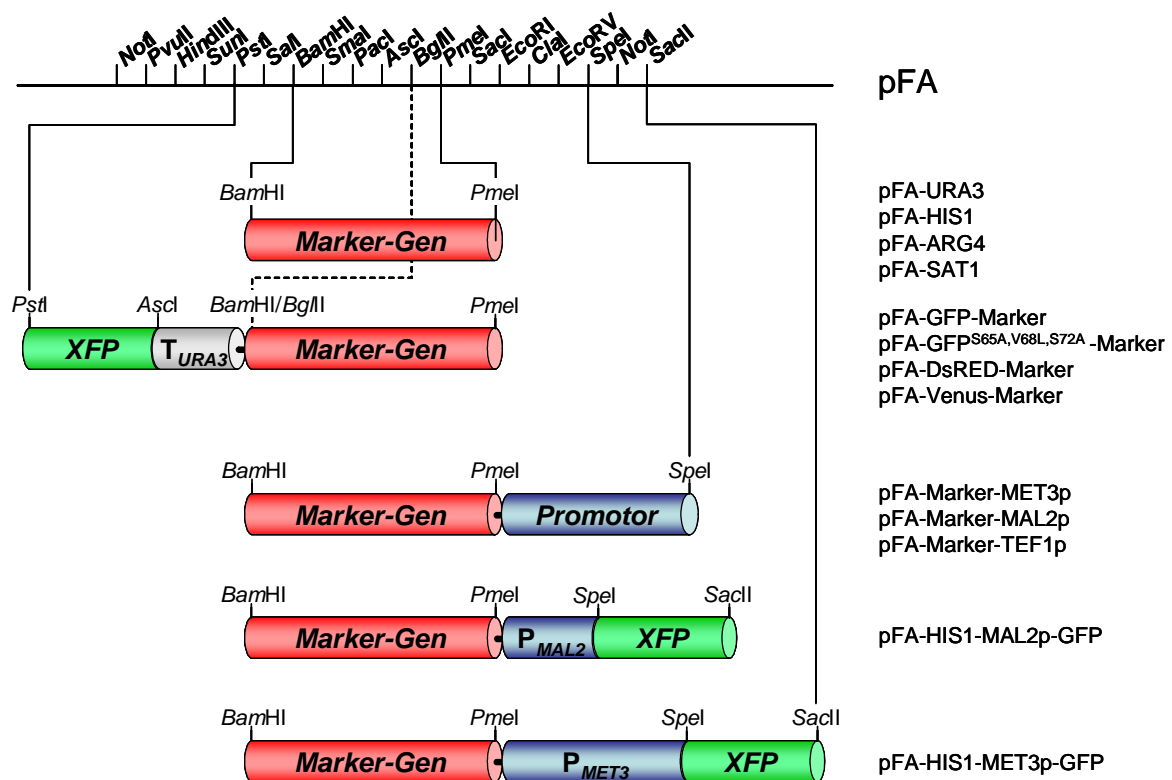 NotI PvuII HindIII SunI PstI SalI BamHI SmaI PacI AscI BglII PmeI SacI EcoRI ClaI EcoRV SpeI NotI SacII
pFA
BamHI PmeI
Marker-Gen
pFA-URA3
pFA-HIS1
pFA-ARG4
pFA-SAT1
PstI AscI BamHI/BglII PmeI
XFP TURA3 Marker-Gen
pFA-GFP-Marker
pFA-GFPS65A,V68L,S72A -Marker
pFA-DsRED-Marker
pFA-Venus-Marker
BamHI PmeI SpeI
Marker-Gen Promotor
pFA-Marker-MET3p
pFA-Marker-MAL2p
pFA-Marker-TEF1p
BamHI PmeI SpeI SacII
Marker-Gen PMAL2 XFP
pFA-HIS1-MAL2p-GFP
BamHI PmeI SpeI SacII
Marker-Gen PMET3 XFP
pFA-HIS1-MET3p-GFP